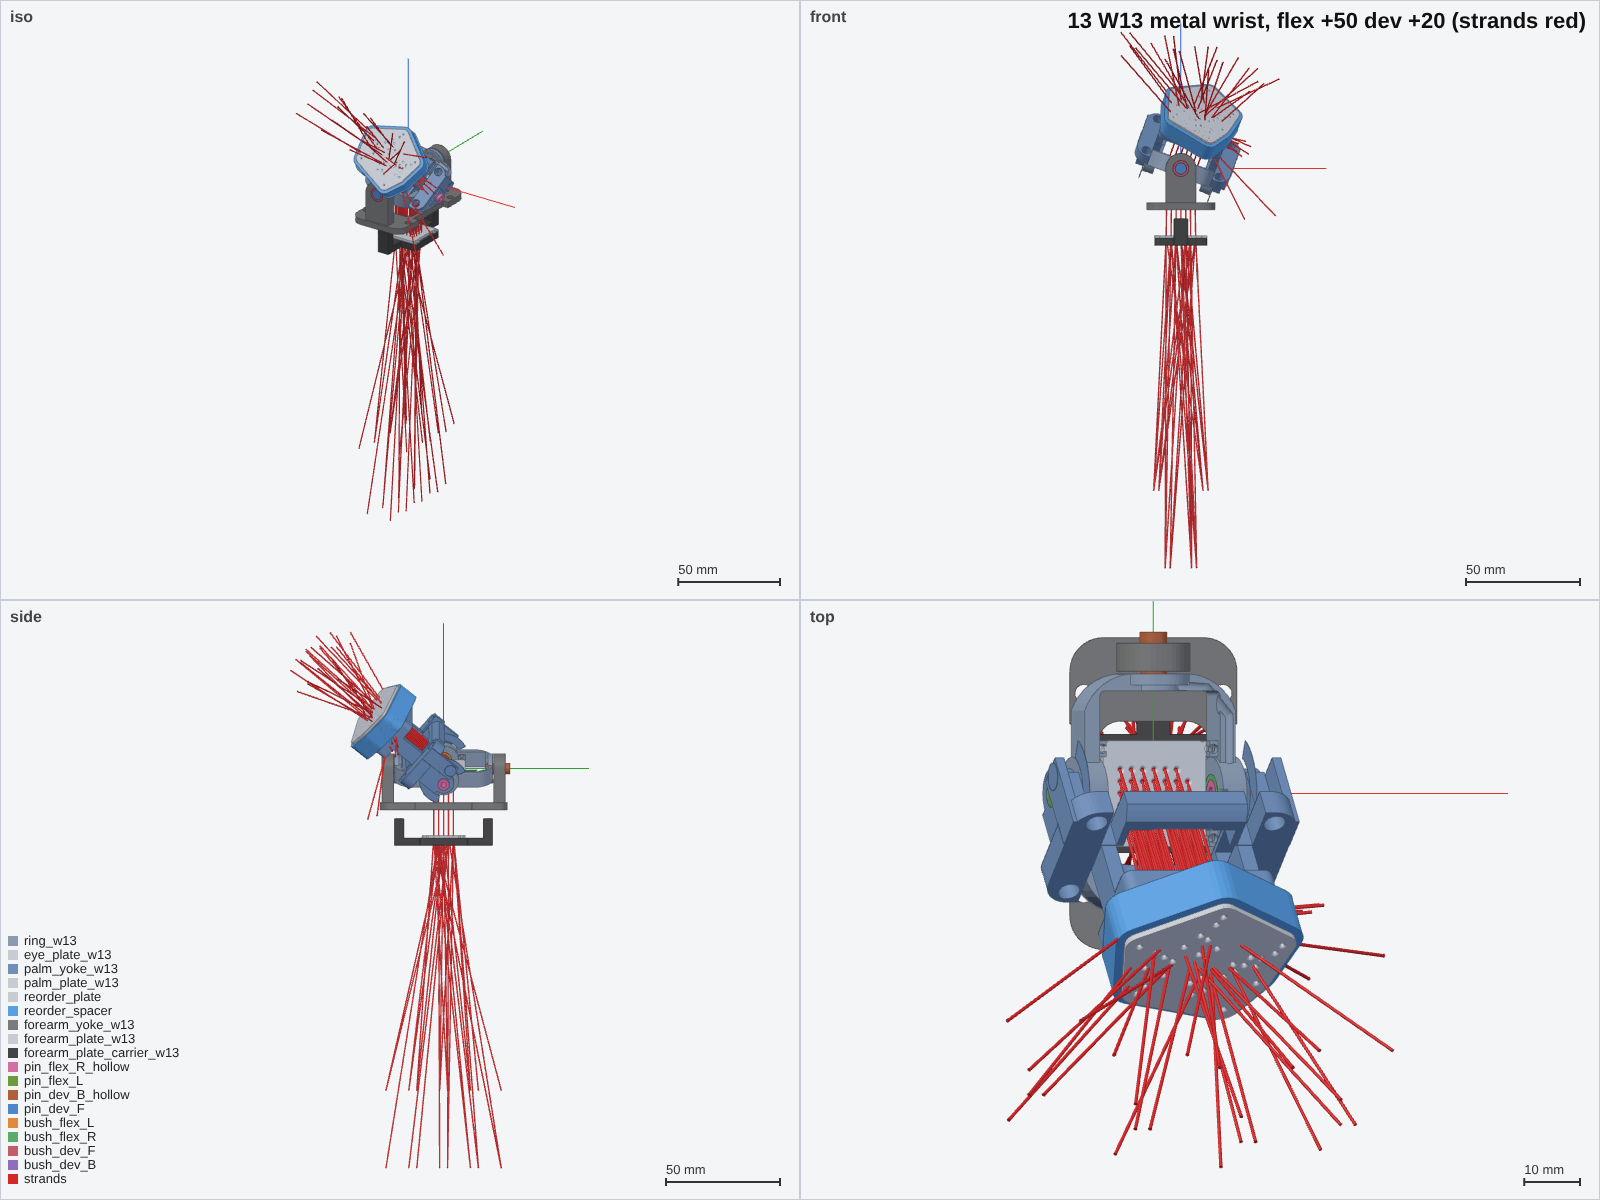 iso
front
13 W13 metal wrist, flex +50 dev +20 (strands red)
50 mm
50 mm
side
top
ring_w13
eye_plate_w13
palm_yoke_w13
palm_plate_w13
reorder_plate
reorder_spacer
forearm_yoke_w13
forearm_plate_w13
forearm_plate_carrier_w13
pin_flex_R_hollow
pin_flex_L
pin_dev_B_hollow
pin_dev_F
bush_flex_L
bush_flex_R
bush_dev_F
bush_dev_B
strands
50 mm
10 mm